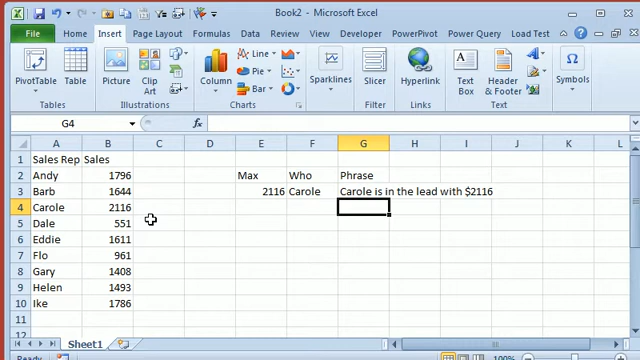 Book2 - Microsoft Excel
File Home Insert Page Layout Formulas Data Review View Developer PowerPivot Power Query Load Test
PivotTable Table Picture Clip Art Column Line Pie Bar Sparklines Slicer Hyperlink Text Box Header & Footer Symbols
Tables Illustrations Charts Filter Links Text
G4 fx
A B C D E F G H I J K
1 Sales Rep Sales
2 Andy 1796 Max Who Phrase
3 Barb 1644 2116 Carole Carole is in the lead with $2116
4 Carole 2116
5 Dale 551
6 Eddie 1611
7 Flo 961
8 Gary 1408
9 Helen 1493
10 Ike 1786
11
12
Sheet1
Ready 100%